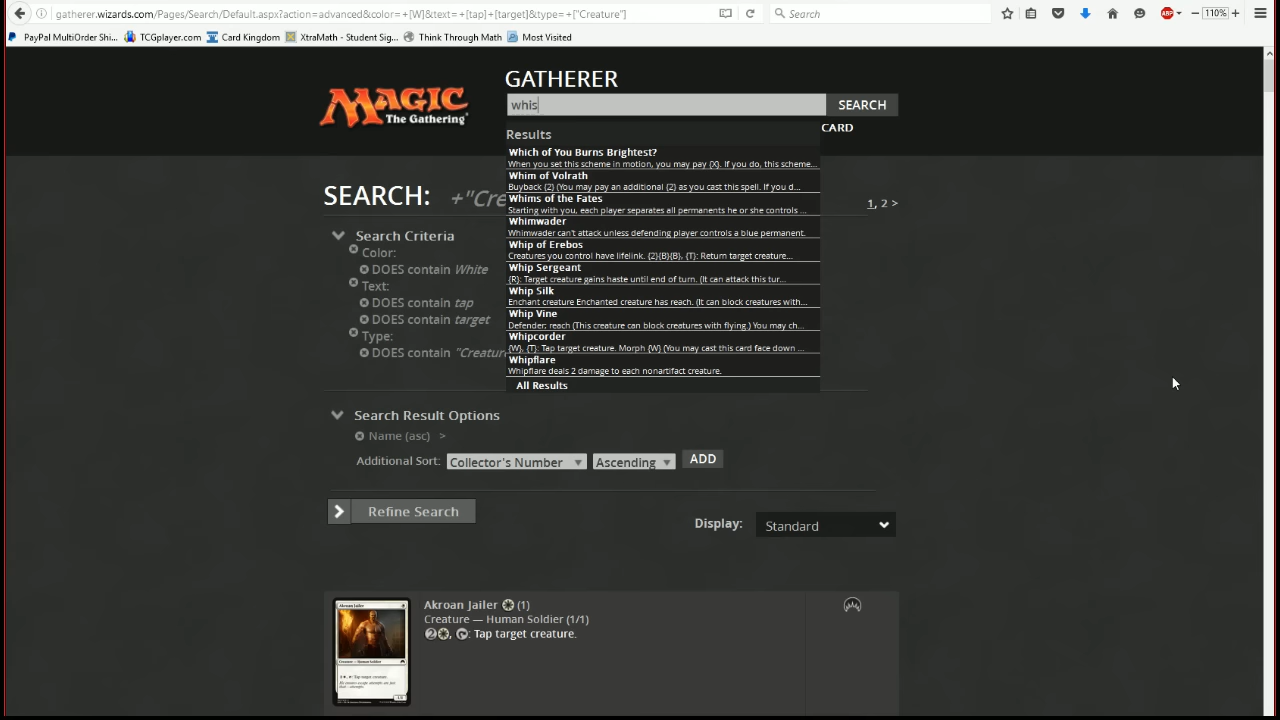 gatherer.wizards.com/Pages/Search/Default.aspx?action=advanced&color=+[W]&text=+[tap]+[target]&type=+["Creature"]
Search
ABP
110%
PayPal MultiOrder Shi...
TCGplayer.com
Card Kingdom
XtraMath - Student Sig...
Think Through Math
Most Visited
MAGIC
The Gathering
GATHERER
whis
SEARCH
CARD
Results
Which of You Burns Brightest?
When you set this scheme in motion, you may pay {X}. If you do, this scheme...
Whim of Volrath
Buyback {2} (You may pay an additional {2} as you cast this spell. If you d...
Whims of the Fates
Starting with you, each player separates all permanents he or she controls ...
Whimwader
Whimwader can't attack unless defending player controls a blue permanent.
Whip of Erebos
Creatures you control have lifelink. {2}{B}{B}, {T}: Return target creature...
Whip Sergeant
{R}: Target creature gains haste until end of turn. (It can attack this tur...
Whip Silk
Enchant creature Enchanted creature has reach. (It can block creatures with...
Whip Vine
Defender; reach (This creature can block creatures with flying.) You may ch...
Whipcorder
{W}, {T}: Tap target creature. Morph {W} (You may cast this card face down ...
Whipflare
Whipflare deals 2 damage to each nonartifact creature.
All Results
SEARCH: +"Cre
1, 2 >
Search Criteria
Color:
DOES contain White
Text:
DOES contain tap
DOES contain target
Type:
DOES contain "Creature
Search Result Options
Name (asc) >
Additional Sort: Collector's Number Ascending ADD
Refine Search
Display: Standard
Akroan Jailer (1)
Creature — Human Soldier (1/1)
2, : Tap target creature.
Akroan Jailer
Creature — Human Soldier